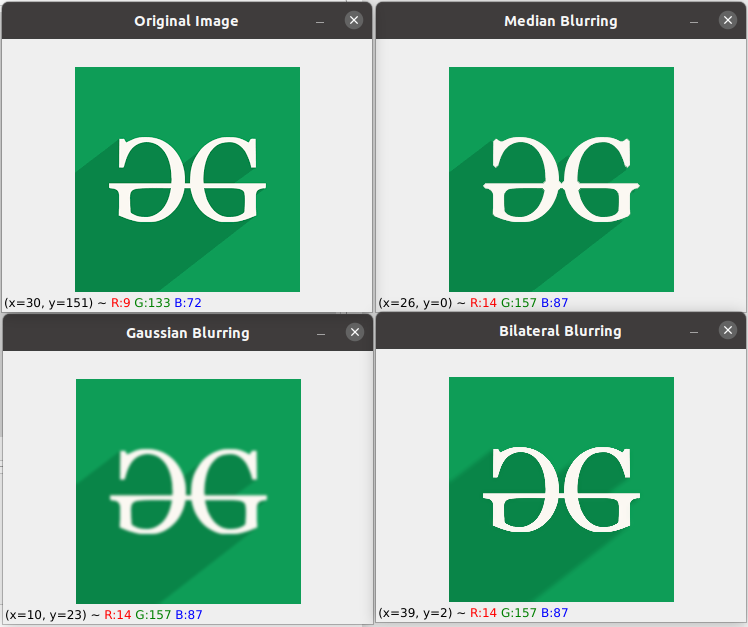 Original Image
(x=30, y=151) ~ R:9 G:133 B:72
Median Blurring
(x=26, y=0) ~ R:14 G:157 B:87
Gaussian Blurring
(x=10, y=23) ~ R:14 G:157 B:87
Bilateral Blurring
(x=39, y=2) ~ R:14 G:157 B:87